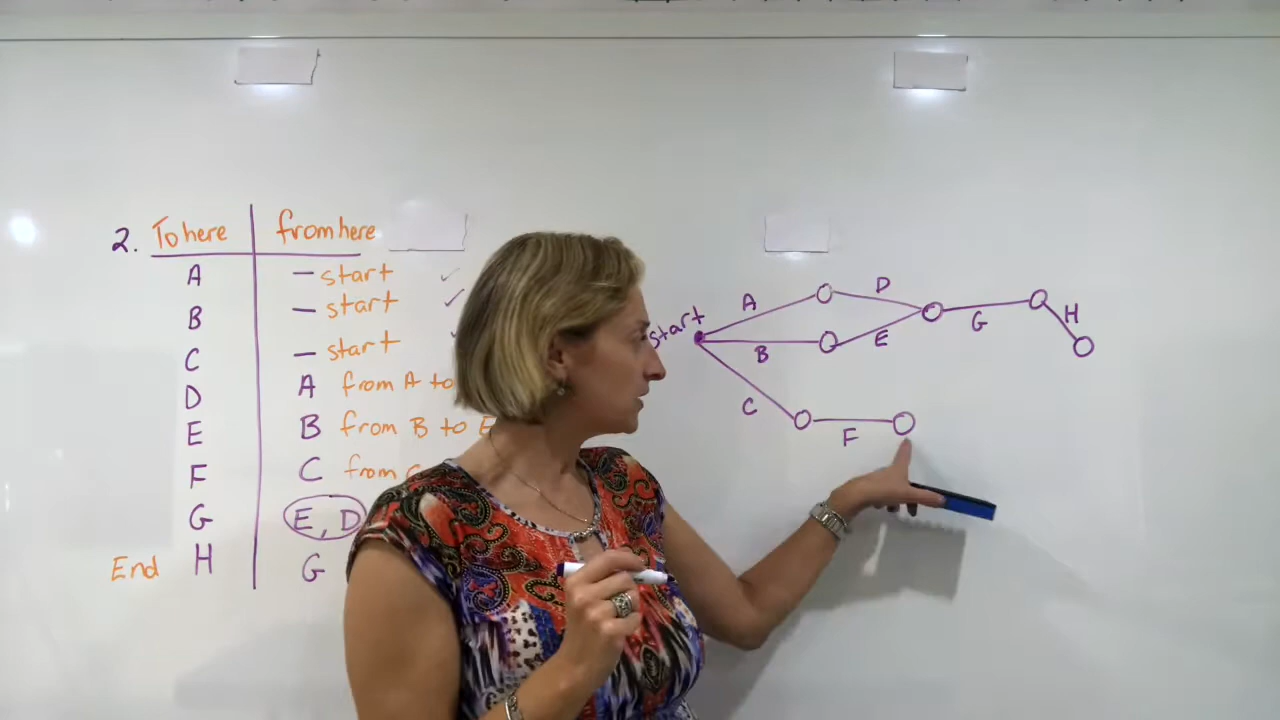 2. To here from here
A – start ✓
B – start ✓
C – start
D A from A to
E B from B to E
F C from
G E, D
End H G
start
A
D
B
E
G
H
C
F